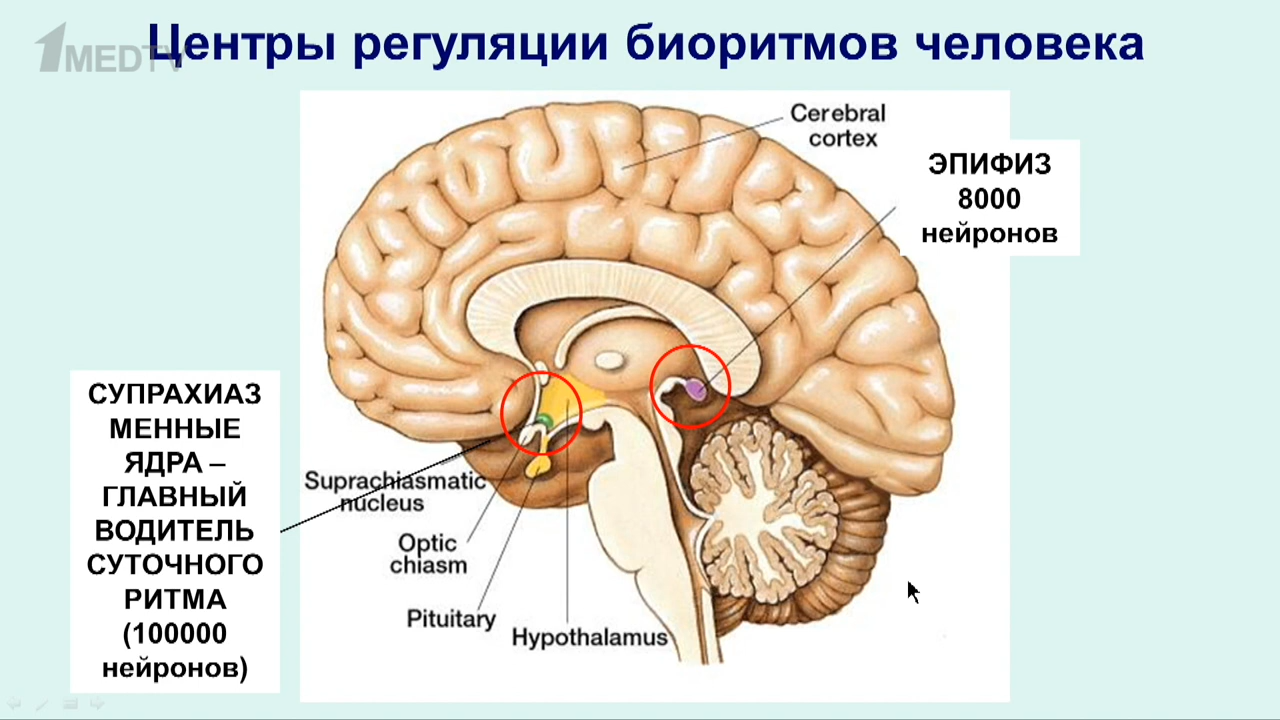 1MEDTV
Центры регуляции биоритмов человека
Cerebral
cortex
ЭПИФИЗ
8000
нейронов
СУПРАХИАЗ
МЕННЫЕ
ЯДРА –
ГЛАВНЫЙ
ВОДИТЕЛЬ
СУТОЧНОГО
РИТМА
(100000
нейронов)
Suprachiasmatic
nucleus
Optic
chiasm
Pituitary
Hypothalamus